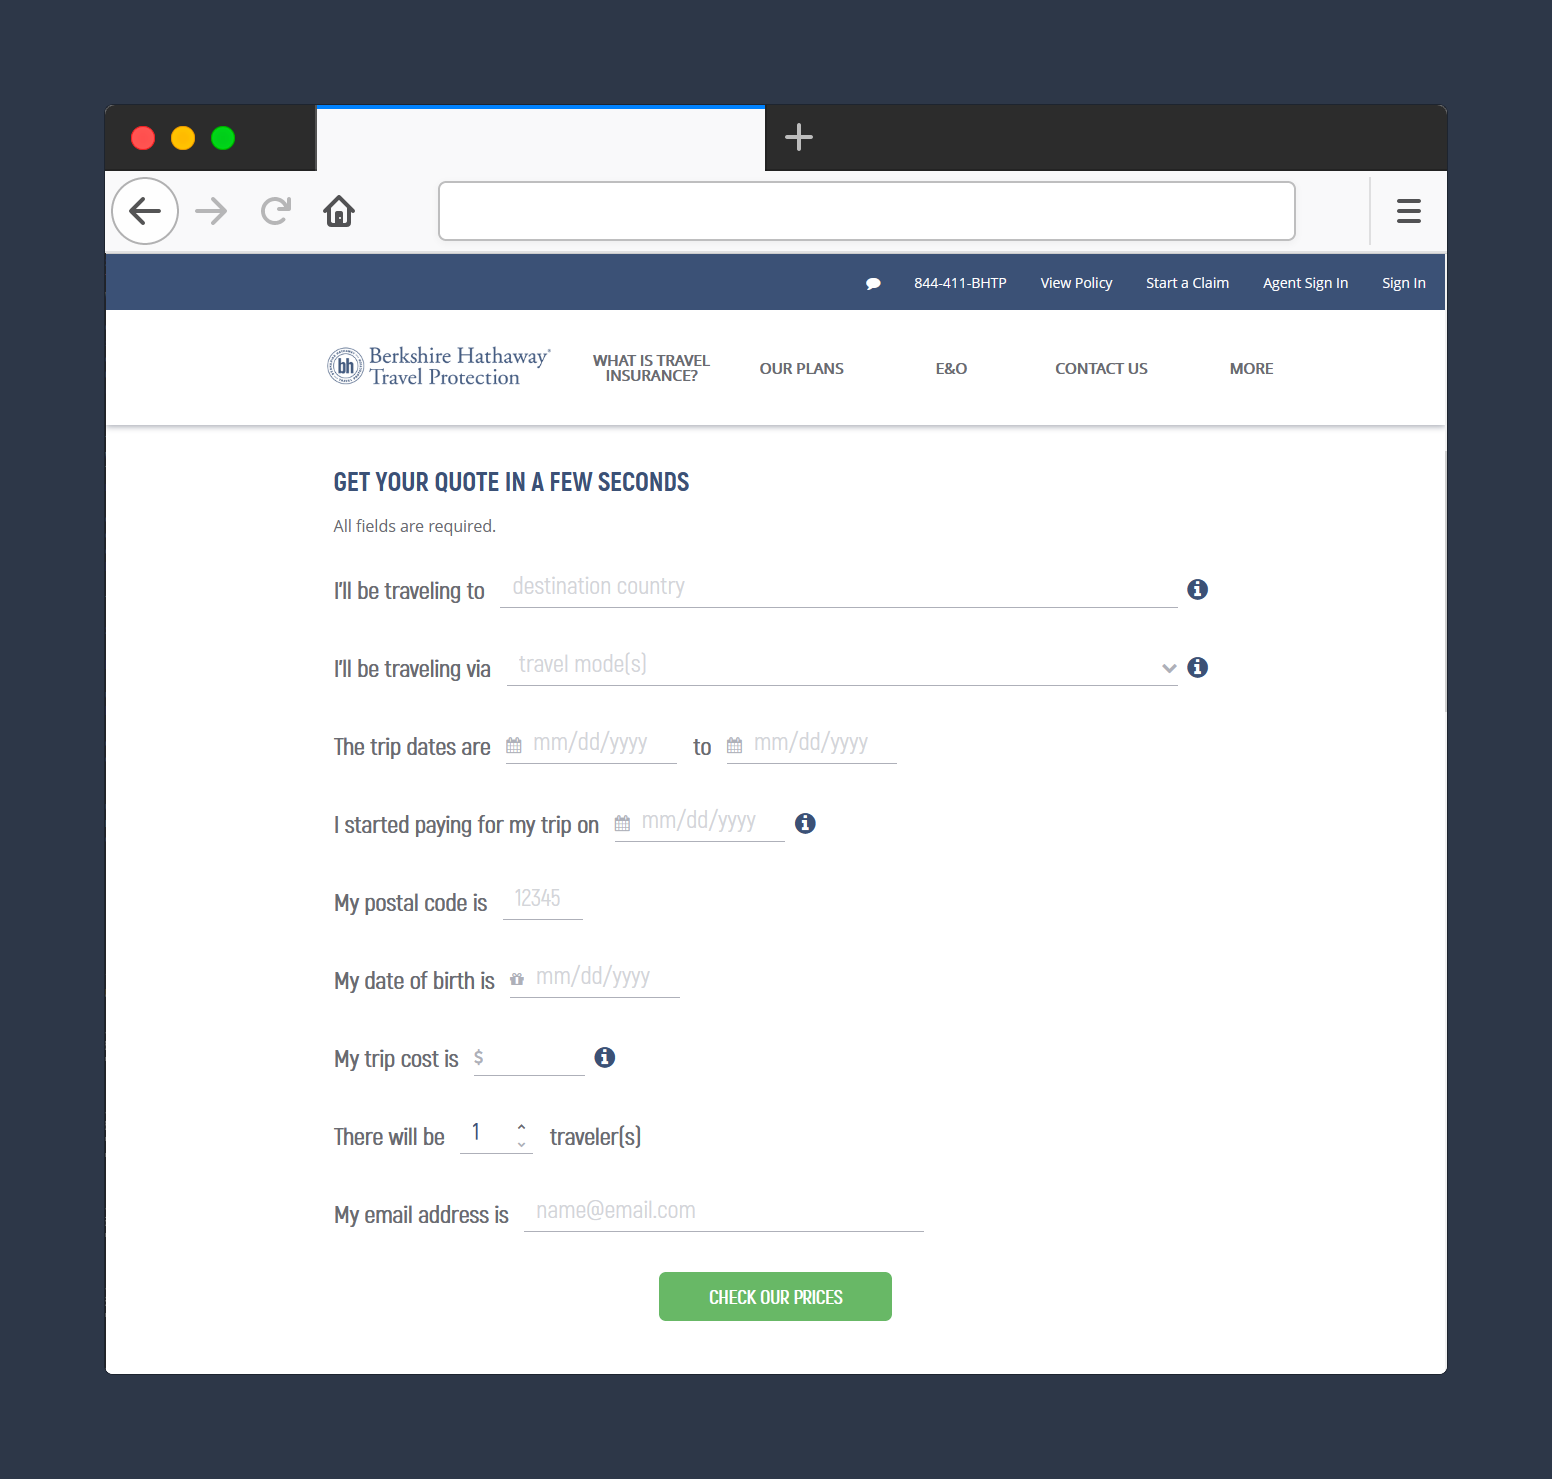 844-411-BHTP View Policy Start a Claim Agent Sign In Sign In
bh Berkshire Hathaway
Travel Protection
WHAT IS TRAVEL
INSURANCE?
OUR PLANS
E&O
CONTACT US
MORE
GET YOUR QUOTE IN A FEW SECONDS
All fields are required.
I'll be traveling to destination country
I'll be traveling via travel mode(s)
The trip dates are mm/dd/yyyy to mm/dd/yyyy
I started paying for my trip on mm/dd/yyyy
My postal code is 12345
My date of birth is mm/dd/yyyy
My trip cost is $
There will be 1 traveler(s)
My email address is name@email.com
CHECK OUR PRICES